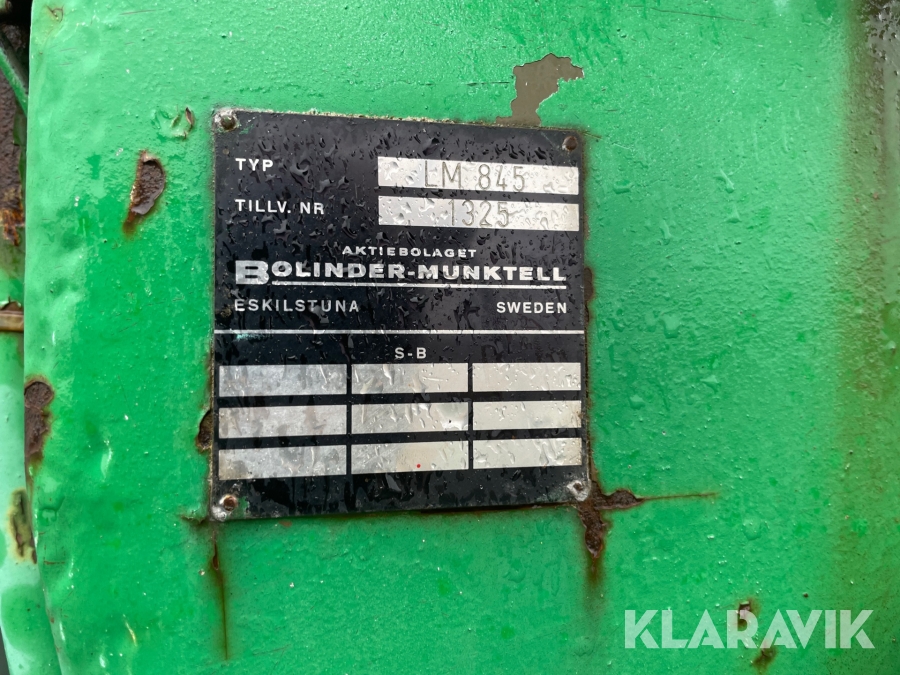 TYP LM 845
TILLV. NR 1325
AKTIEBOLAGET
BOLINDER-MUNKTELL
ESKILSTUNA SWEDEN
S-B
KLARAVIK